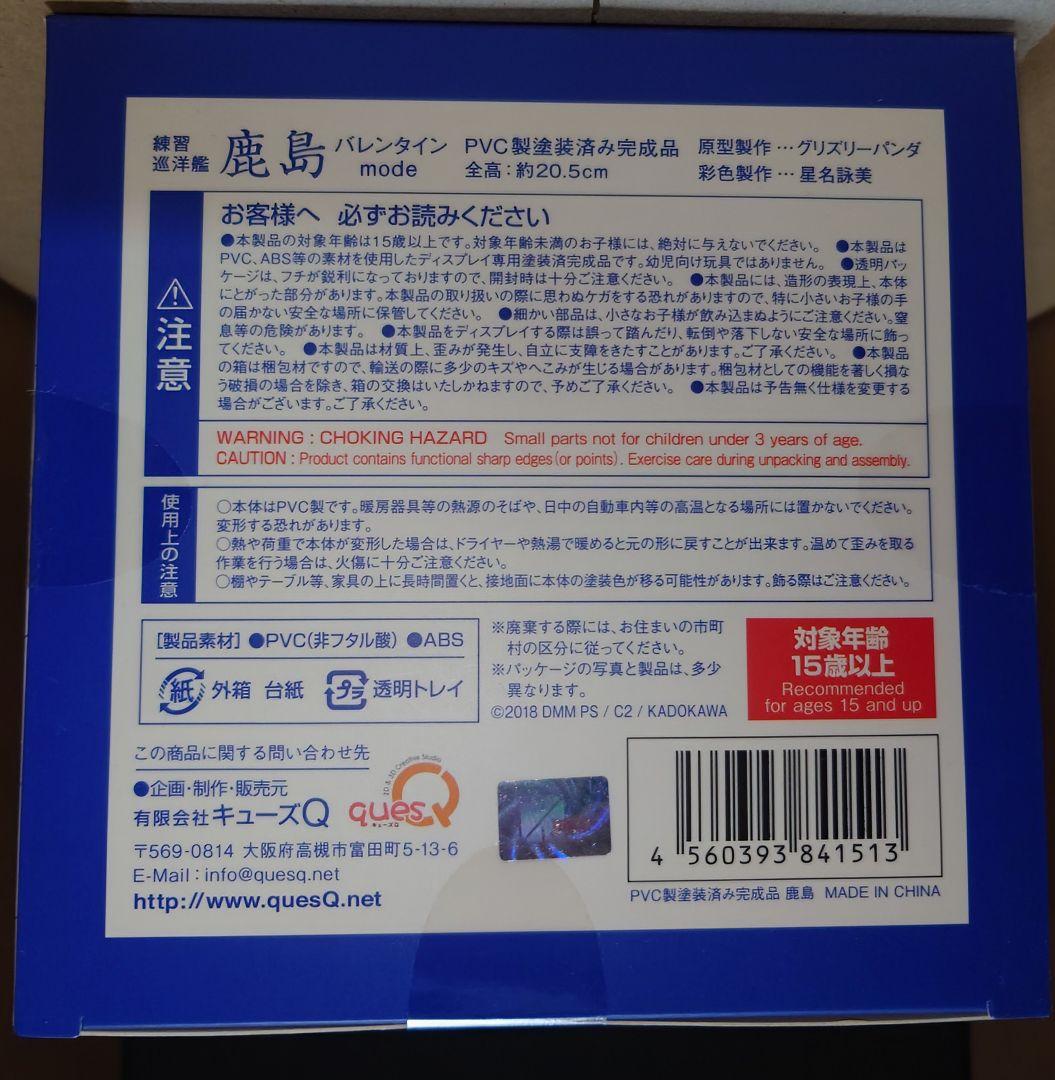 練習
巡洋艦
鹿島
バレンタイン
mode
PVC製塗装済み完成品
全高：約20.5cm
原型製作…グリズリーパンダ
彩色製作…星名詠美
注意
お客様へ 必ずお読みください
●本製品の対象年齢は15歳以上です。対象年齢未満のお子様には、絶対に与えないでください。 ●本製品は
PVC、ABS等の素材を使用したディスプレイ専用塗装済完成品です。幼児向け玩具ではありません。 ●透明パッ
ケージは、フチが鋭利になっておりますので、開封時は十分ご注意ください。 ●本製品には、造形の表現上、本体
にとがった部分があります。本製品の取り扱いの際に思わぬケガをする恐れがありますので、特に小さいお子様の手
の届かない安全な場所に保管してください。 ●細かい部品は、小さなお子様が飲み込まぬようにご注意ください。窒
息等の危険があります。 ●本製品をディスプレイする際は誤って踏んだり、転倒や落下しない安全な場所に飾っ
てください。 ●本製品は材質上、歪みが発生し、自立に支障をきたすことがあります。ご了承ください。 ●本製品
の箱は梱包材ですので、輸送の際に多少のキズやへこみが生じる場合があります。梱包材としての機能を著しく損な
う破損の場合を除き、箱の交換はいたしかねますので、予めご了承ください。 ●本製品は予告無く仕様を変更する
場合がございます。ご了承ください。
WARNING : CHOKING HAZARD Small parts not for children under 3 years of age.
CAUTION : Product contains functional sharp edges (or points) . Exercise care during unpacking and assembly.
使用上の注意
○本体はPVC製です。暖房器具等の熱源のそばや、日中の自動車内等の高温となる場所には置かないでください。
変形する恐れがあります。
○熱や荷重で本体が変形した場合は、ドライヤーや熱湯で暖めると元の形に戻すことが出来ます。温めて歪みを取る
作業を行う場合は、火傷に十分ご注意ください。
○棚やテーブル等、家具の上に長時間置くと、接地面に本体の塗装色が移る可能性があります。飾る際はご注意ください。
[製品素材] ●PVC(非フタル酸) ●ABS
紙 外箱 台紙 プラ 透明トレイ
※廃棄する際には、お住まいの市町
村の区分に従ってください。
※パッケージの写真と製品は、多少
異なります。
©2018 DMM PS / C2 / KADOKAWA
対象年齢
15歳以上
Recommended
for ages 15 and up
この商品に関する問い合わせ先
●企画・制作・販売元
有限会社キューズQ
2D & 3D Creative Studio
quesQ
キューズQ
〒569-0814 大阪府高槻市富田町5-13-6
E-Mail : info@quesq.net
http://www.quesQ.net
4 560393 841513
PVC製塗装済み完成品 鹿島 MADE IN CHINA